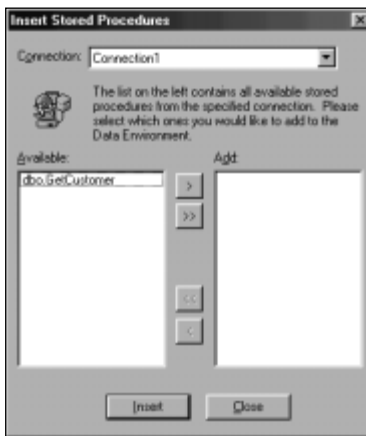 Insert Stored Procedures
Connection: Connection1
The list on the left contains all available stored
procedures from the specified connection. Please
select which ones you would like to add to the
Data Environment.
Available: Add:
dbo.GetCustomer
>
>>
<<
<
Insert Close